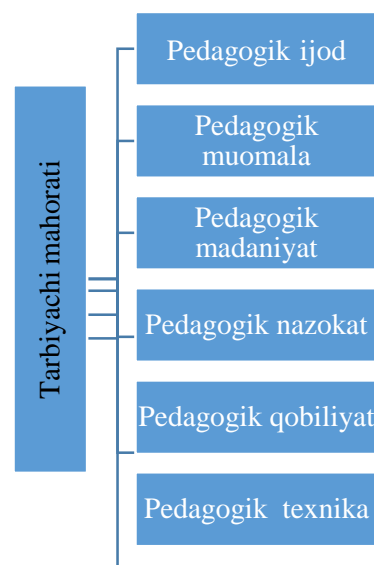 Tarbiyachi mahorati
Pedagogik ijod
Pedagogik
muomala
Pedagogik
madaniyat
Pedagogik nazokat
Pedagogik qobiliyat
Pedagogik texnika